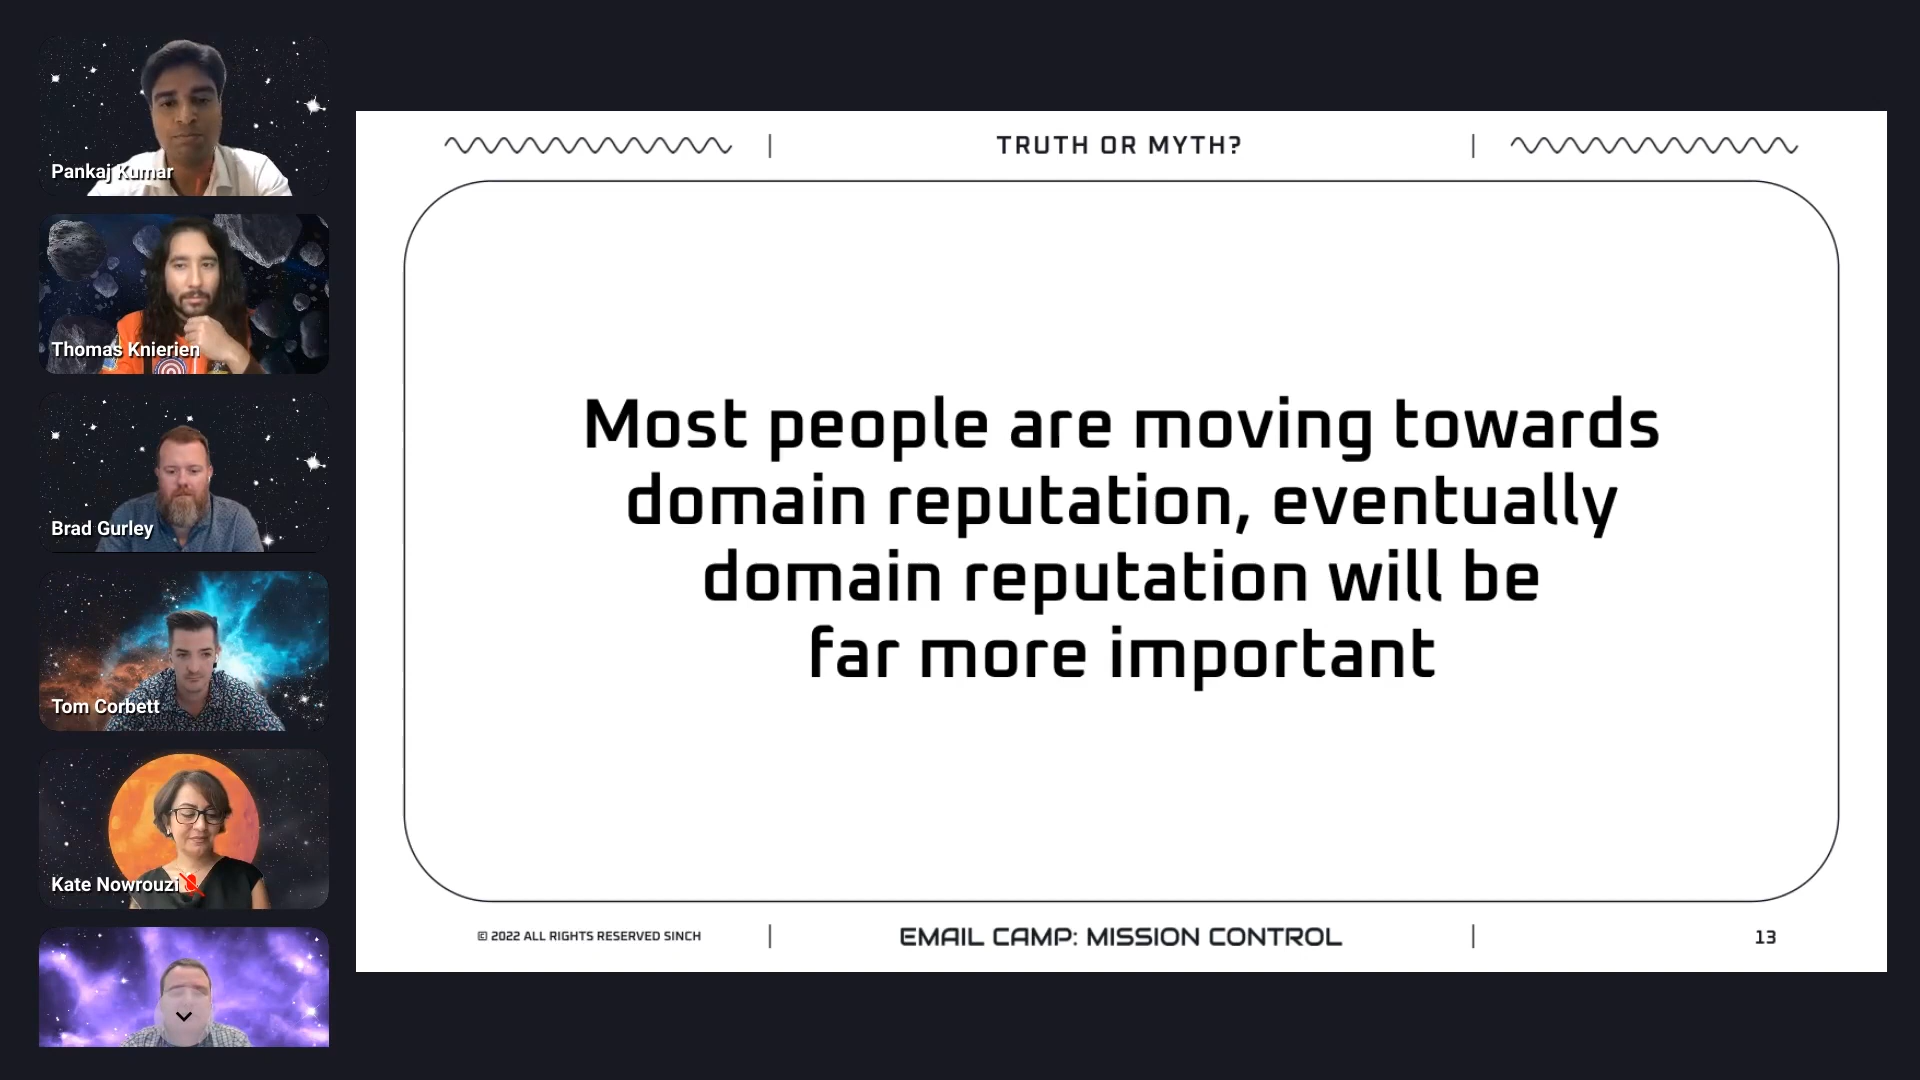 Pankaj Kumar
Thomas Knierien
Brad Gurley
Tom Corbett
Kate Nowrouzi
TRUTH OR MYTH?
Most people are moving towards
domain reputation, eventually
domain reputation will be
far more important
© 2022 ALL RIGHTS RESERVED SINCH
EMAIL CAMP: MISSION CONTROL
13